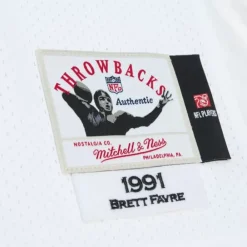 THROWBACKS
NFL
Authentic
NOSTALGIA CO.
Mitchell & Ness
PHILADELPHIA, PA.
NFL PLAYERS
1991
BRETT FAVRE